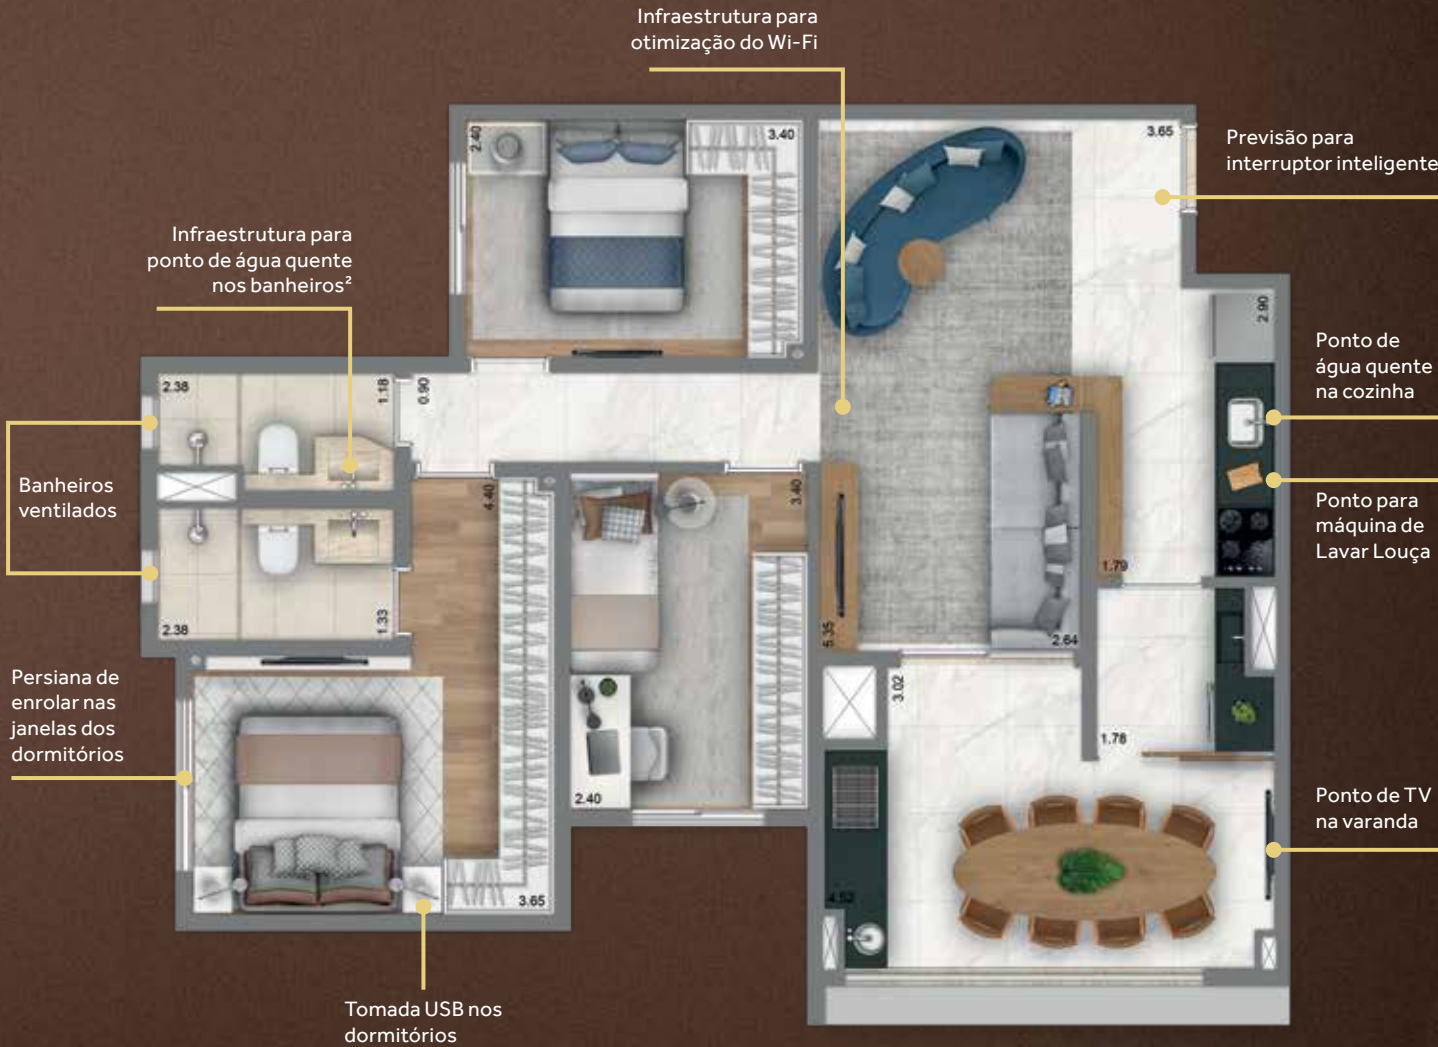 Infraestrutura para
otimização do Wi-Fi
Previsão para
interruptor inteligente
Infraestrutura para
ponto de água quente
nos banheiros²
Ponto de
água quente
na cozinha
Banheiros
ventilados
Ponto para
máquina de
Lavar Louça
Persiana de
enrolar nas
janelas dos
dormitórios
Ponto de TV
na varanda
Tomada USB nos
dormitórios
2.40
3.40
3.65
2.90
2.38
1.18
0.90
4.40
3.40
1.79
2.38
1.33
5.35
2.64
3.02
1.78
2.40
4.52
3.65